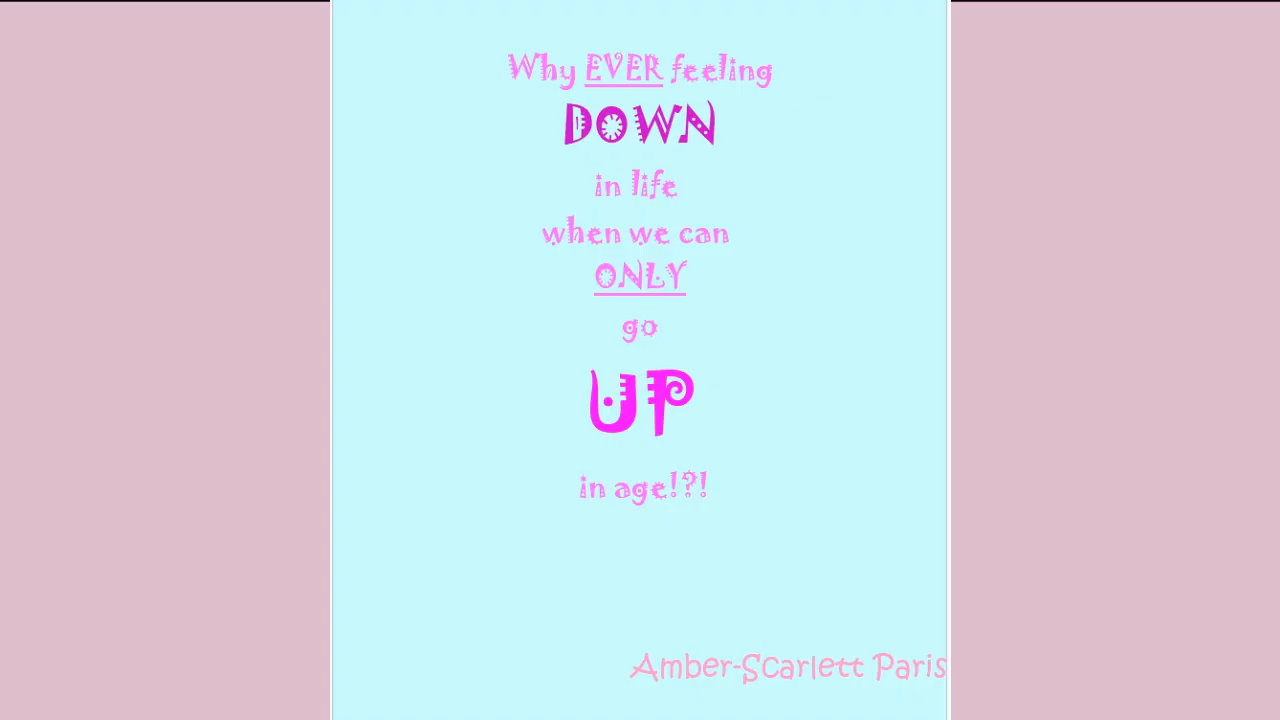 Why EVER feeling
DOWN
in life
when we can
ONLY
go
UP
in age!?!
Amber-Scarlett Paris